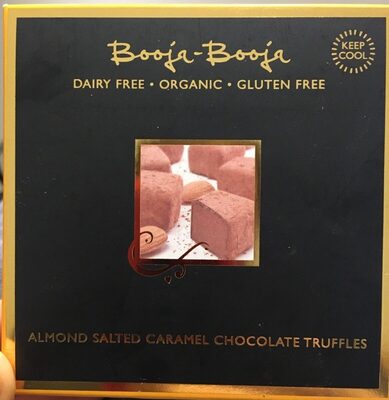 Booja-Booja
KEEP
COOL
DAIRY FREE • ORGANIC • GLUTEN FREE
ALMOND SALTED CARAMEL CHOCOLATE TRUFFLES